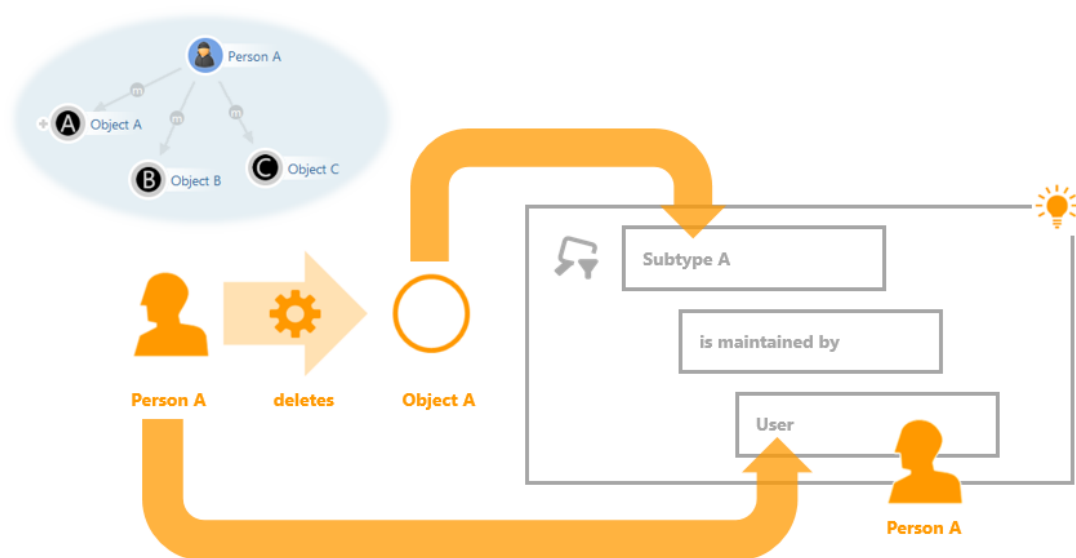 Person A
m
m
m
A Object A
B Object B
C Object C
Subtype A
is maintained by
User
Person A
deletes
Object A
Person A